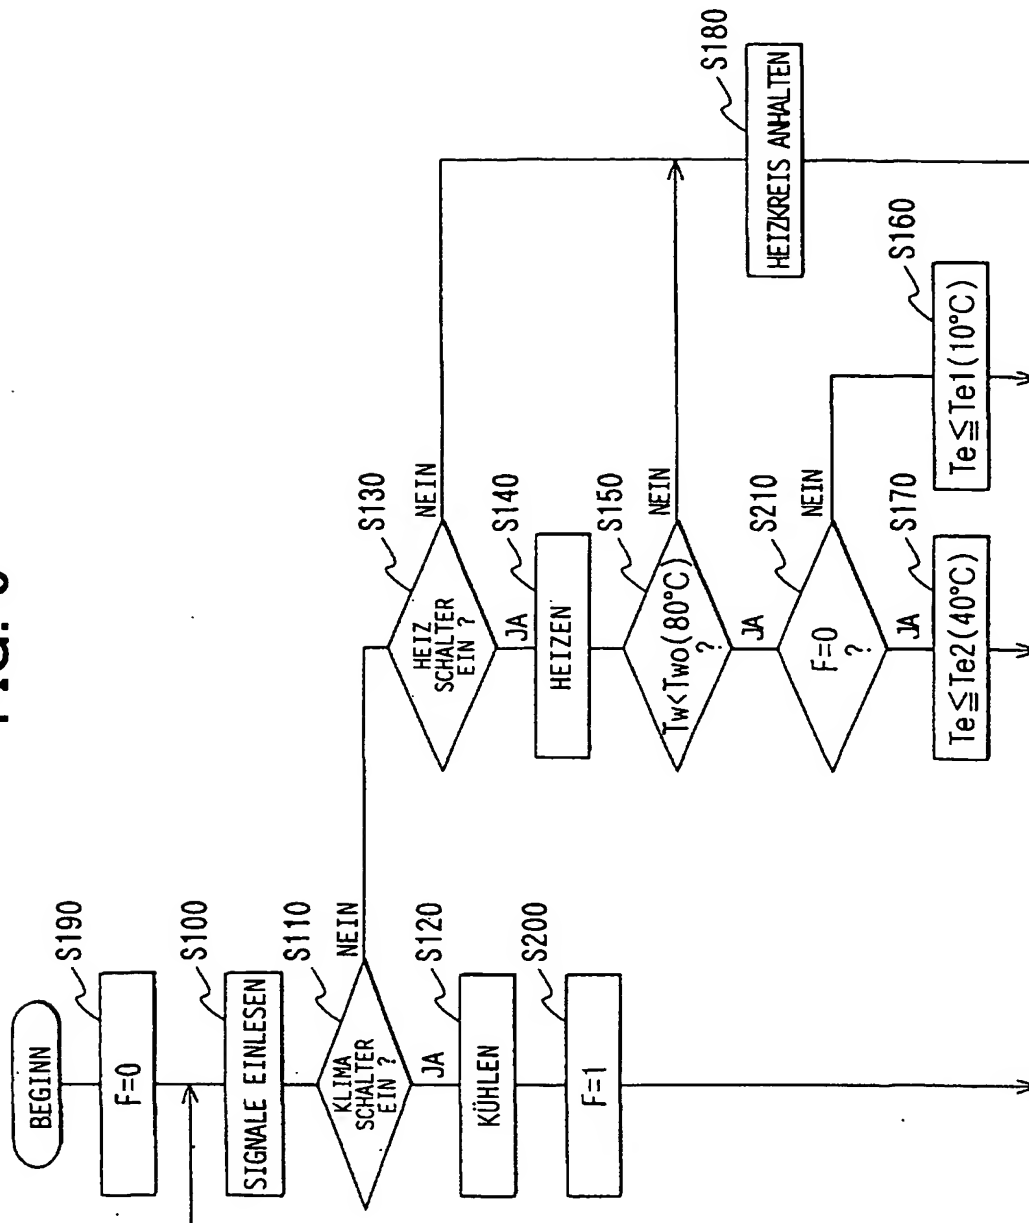 BEGINN
F=0
S190
SIGNALE EINLESEN
S100
KLIMA
SCHALTER
EIN ?
S110
NEIN
JA
KÜHLEN
S120
F=1
S200
HEIZ
SCHALTER
EIN ?
S130
NEIN
JA
HEIZEN
S140
Tw<Two(80°C)
?
S150
NEIN
JA
F=0
?
S210
NEIN
JA
Te≦Te2(40°C)
S170
Te≦Te1(10°C)
S160
HEIZKREIS ANHALTEN
S180